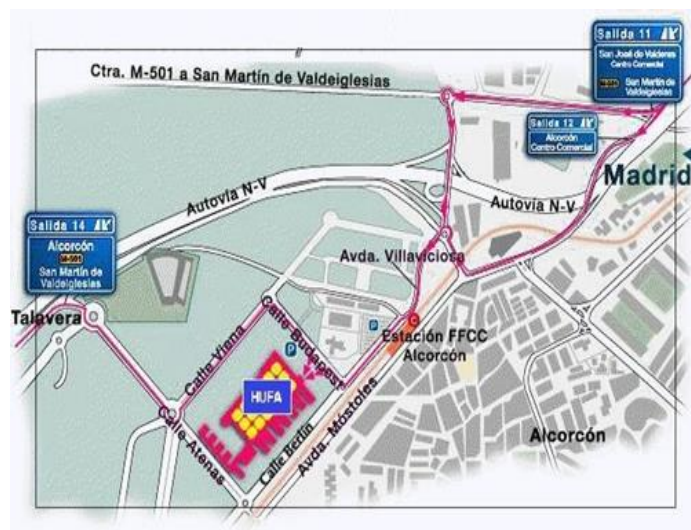 Salida 11
San José de Valderas
Centro Comercial
San Martín de
Valdeiglesias
Ctra. M-501 a San Martín de Valdeiglesias
Salida 12
Alcorcón
Centro Comercial
Madrid
Autovía N-V
Autovía N-V
Salida 14
Alcorcón
M-501
San Martín de
Valdeiglesias
Avda. Villaviciosa
Talavera
Calle Viena
Calle Budapest
P
P
C
Estación FFCC
Alcorcón
HUFA
Calle Atenas
Calle Berlín
Avda. Móstoles
Alcorcón